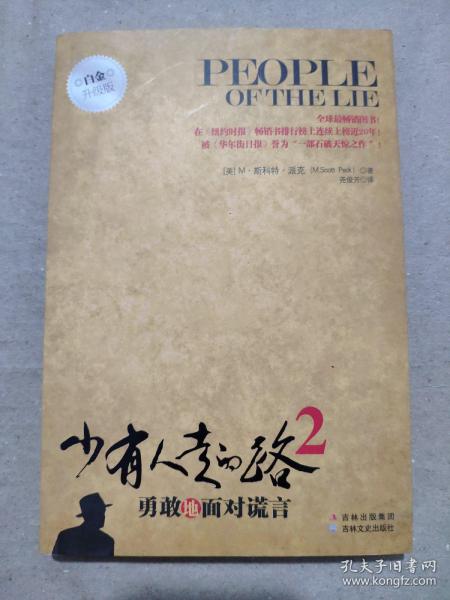 白金
升级版
PEOPLE
OF THE LIE
全球最畅销图书!
在《纽约时报》畅销书排行榜上连续上榜近20年!
被《华尔街日报》誉为“一部石破天惊之作”!
[美] M·斯科特·派克 (M.Scott Peck) ◎著
尧俊芳◎译
少有人走的路2
勇敢地面对谎言
吉林出版集团
吉林文史出版社
孔夫子旧书网
www.kongfz.com